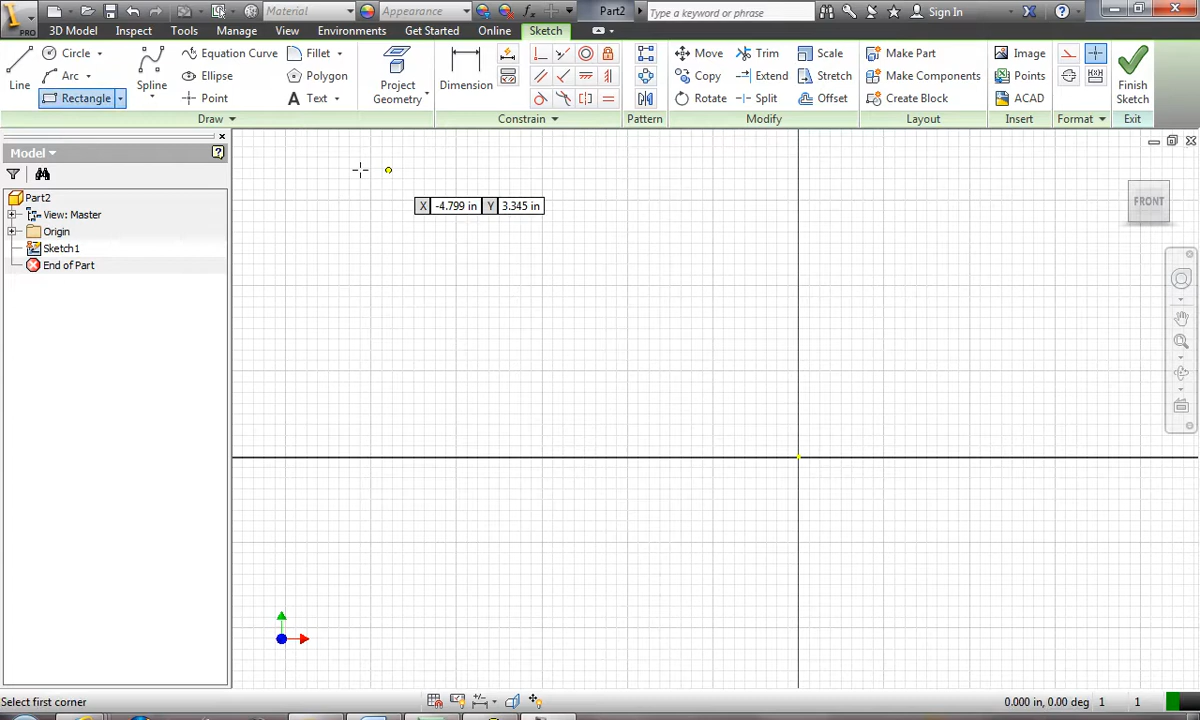 PRO Material Appearance fx Part2 Type a keyword or phrase Sign In
3D Model Inspect Tools Manage View Environments Get Started Online Sketch
Line Circle Arc Rectangle Spline Equation Curve Ellipse Point Fillet Polygon Text Project Geometry Dimension Move Copy Rotate Trim Extend Split Scale Stretch Offset Make Part Make Components Create Block Image Points ACAD Finish Sketch
Draw Constrain Pattern Modify Layout Insert Format Exit
Model
Part2
View: Master
Origin
Sketch1
End of Part
X -4.799 in Y 3.345 in
FRONT
Select first corner 0.000 in, 0.00 deg 1 1